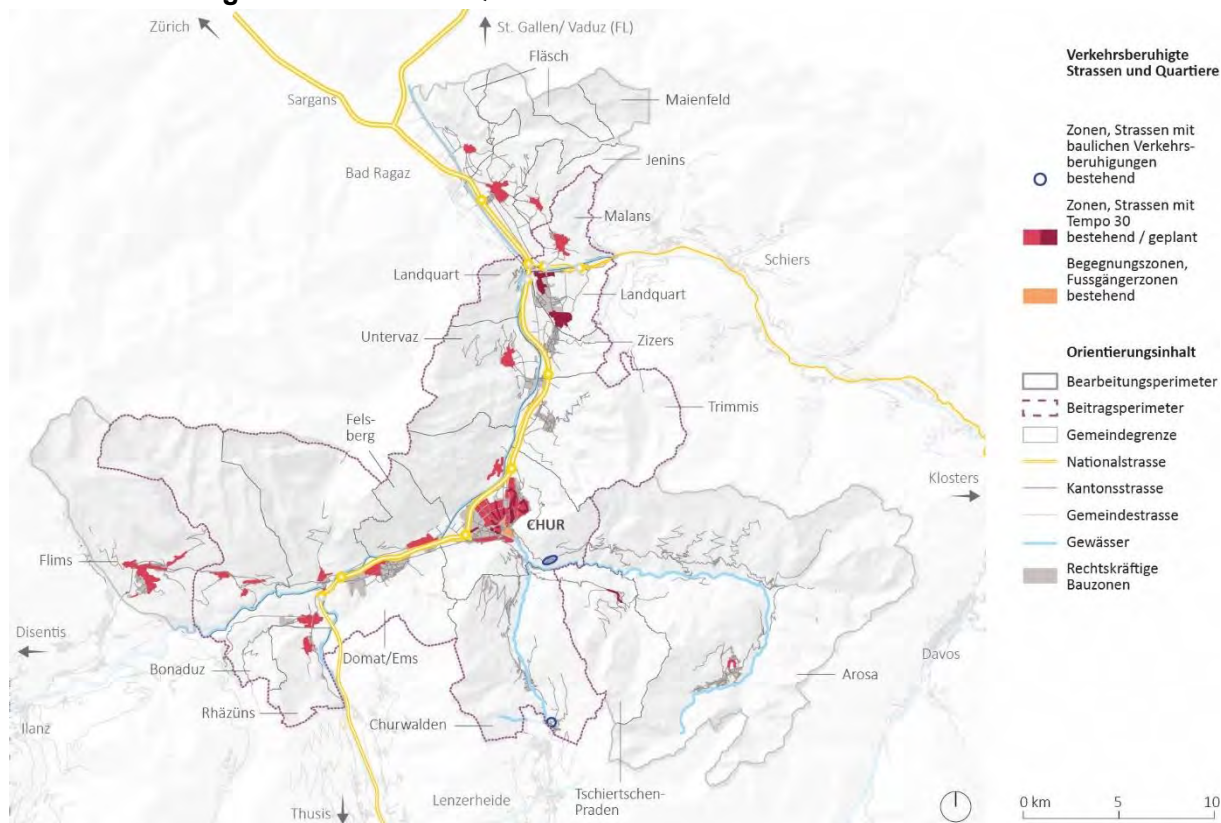 Zürich
St. Gallen/ Vaduz (FL)
Fläsch
Maienfeld
Sargans
Jenins
Bad Ragaz
Malans
Schiers
Landquart
Landquart
Untervaz
Zizers
Trimmis
Fels-
berg
Klosters
CHUR
Flims
Disentis
Bonaduz
Domat/Ems
Davos
Arosa
Rhäzüns
Ilanz
Churwalden
Tschiertschen-
Praden
Lenzerheide
Thusis
Verkehrsberuhigte
Strassen und Quartiere
Zonen, Strassen mit
baulichen Verkehrs-
beruhigungen
bestehend
Zonen, Strassen mit
Tempo 30
bestehend / geplant
Begegnungszonen,
Fussgängerzonen
bestehend
Orientierungsinhalt
Bearbeitungsperimeter
Beitragsperimeter
Gemeindegrenze
Nationalstrasse
Kantonsstrasse
Gemeindestrasse
Gewässer
Rechtskräftige
Bauzonen
0 km 5 10